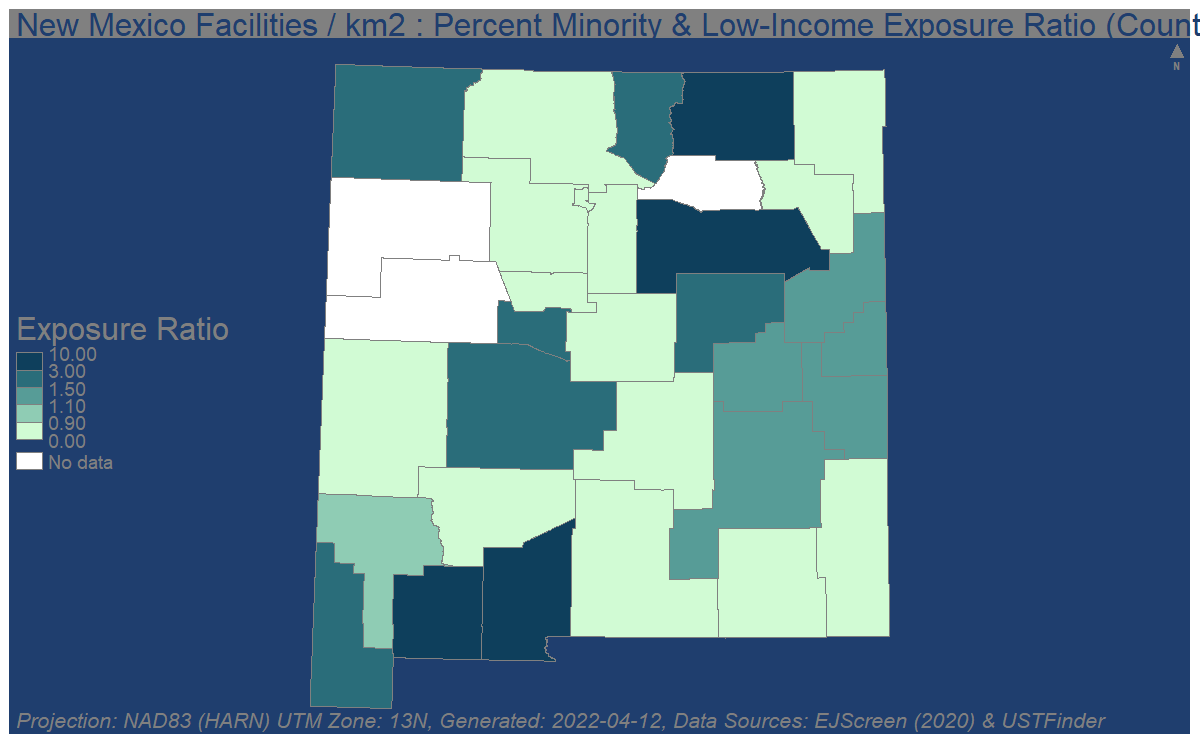 New Mexico Facilities / km2 : Percent Minority & Low-Income Exposure Ratio (Count
N
Exposure Ratio
10.00
3.00
1.50
1.10
0.90
0.00
No data
Projection: NAD83 (HARN) UTM Zone: 13N, Generated: 2022-04-12, Data Sources: EJScreen (2020) & USTFinder